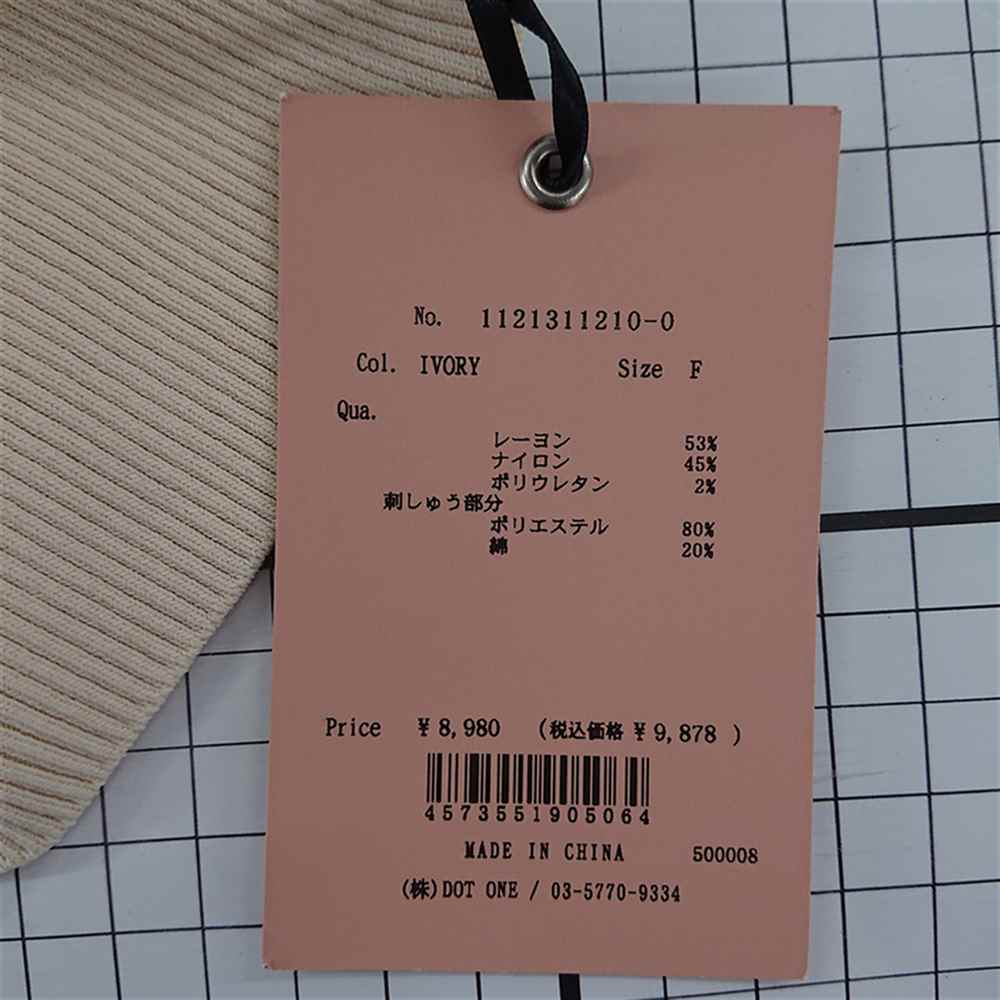 No. 1121311210-0
Col. IVORY Size F
Qua.
レーヨン 53%
ナイロン 45%
ポリウレタン 2%
刺しゅう部分
ポリエステル 80%
綿 20%
Price ¥8,980 (税込価格 ¥9,878 )
4573551905064
MADE IN CHINA 500008
(株)DOT ONE / 03-5770-9334